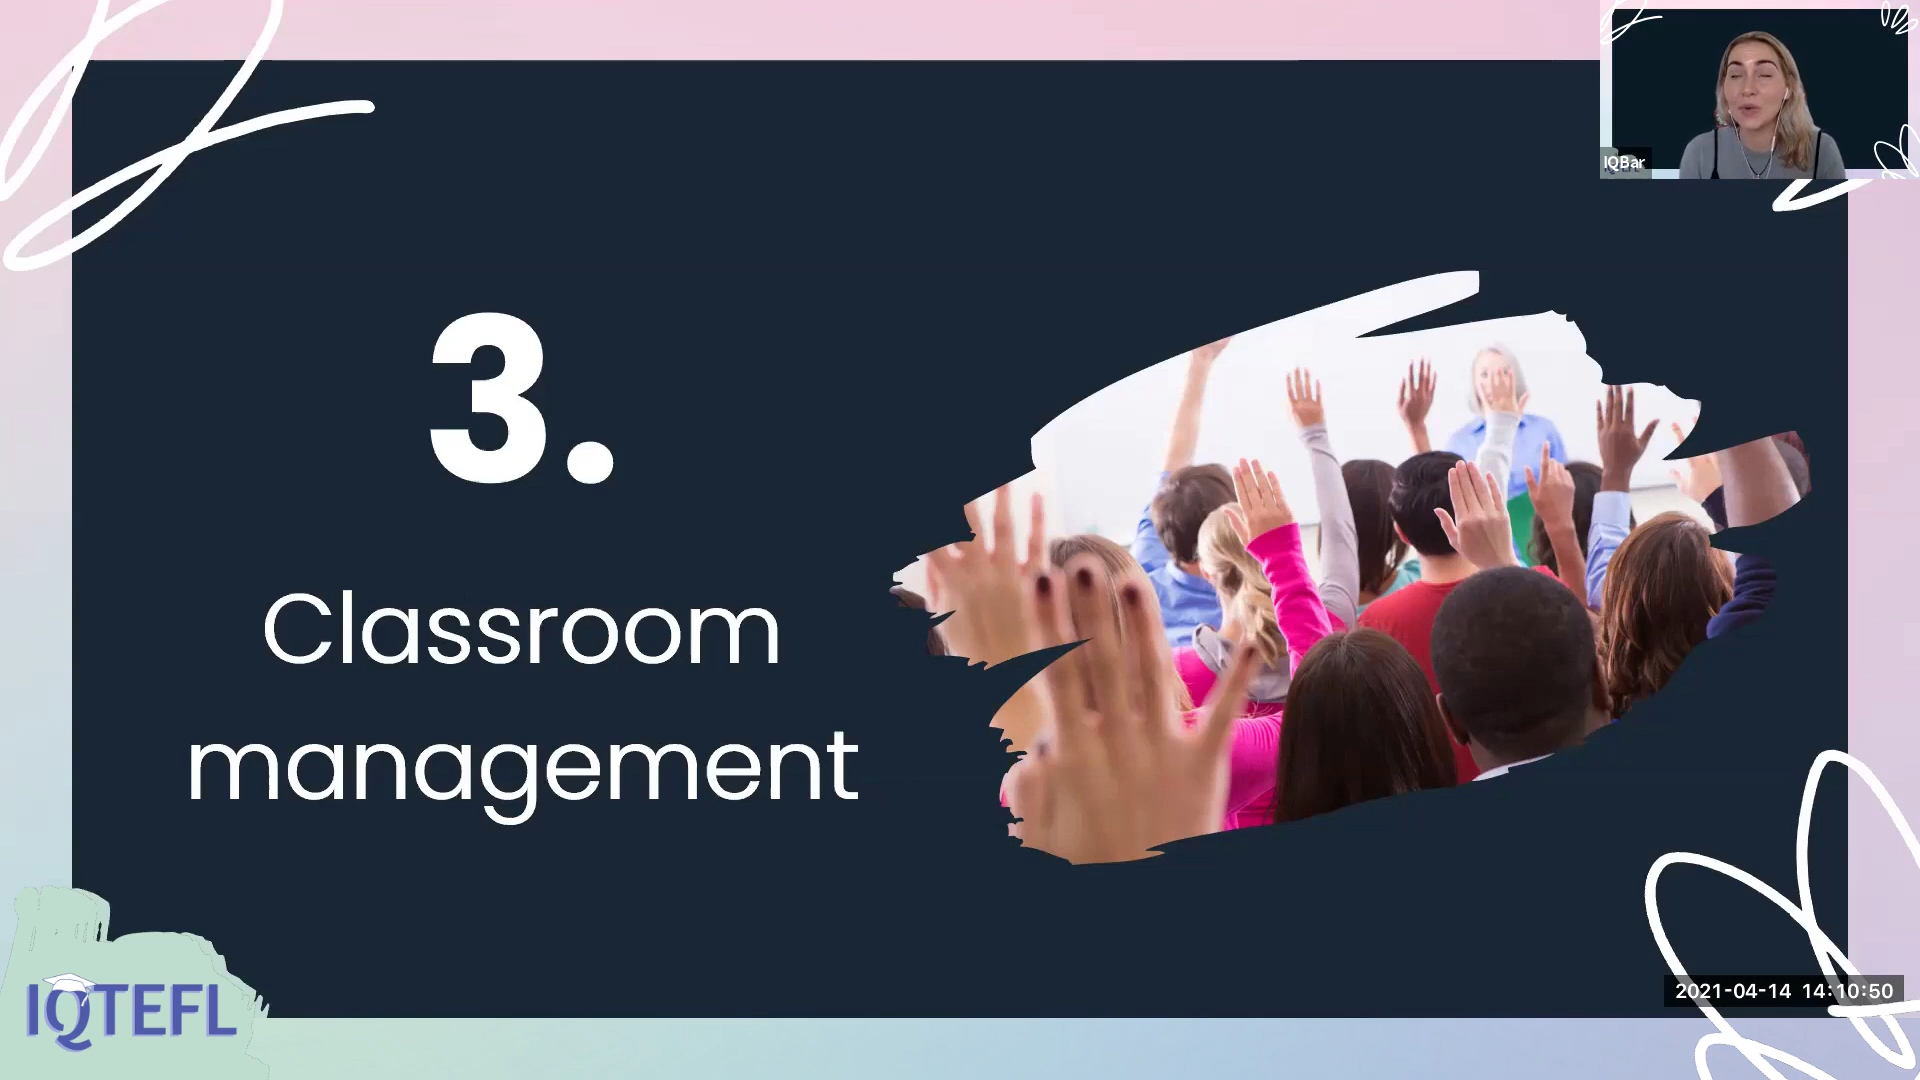 IQBar
3.
Classroom
management
IQTEFL
2021-04-14 14:10:50